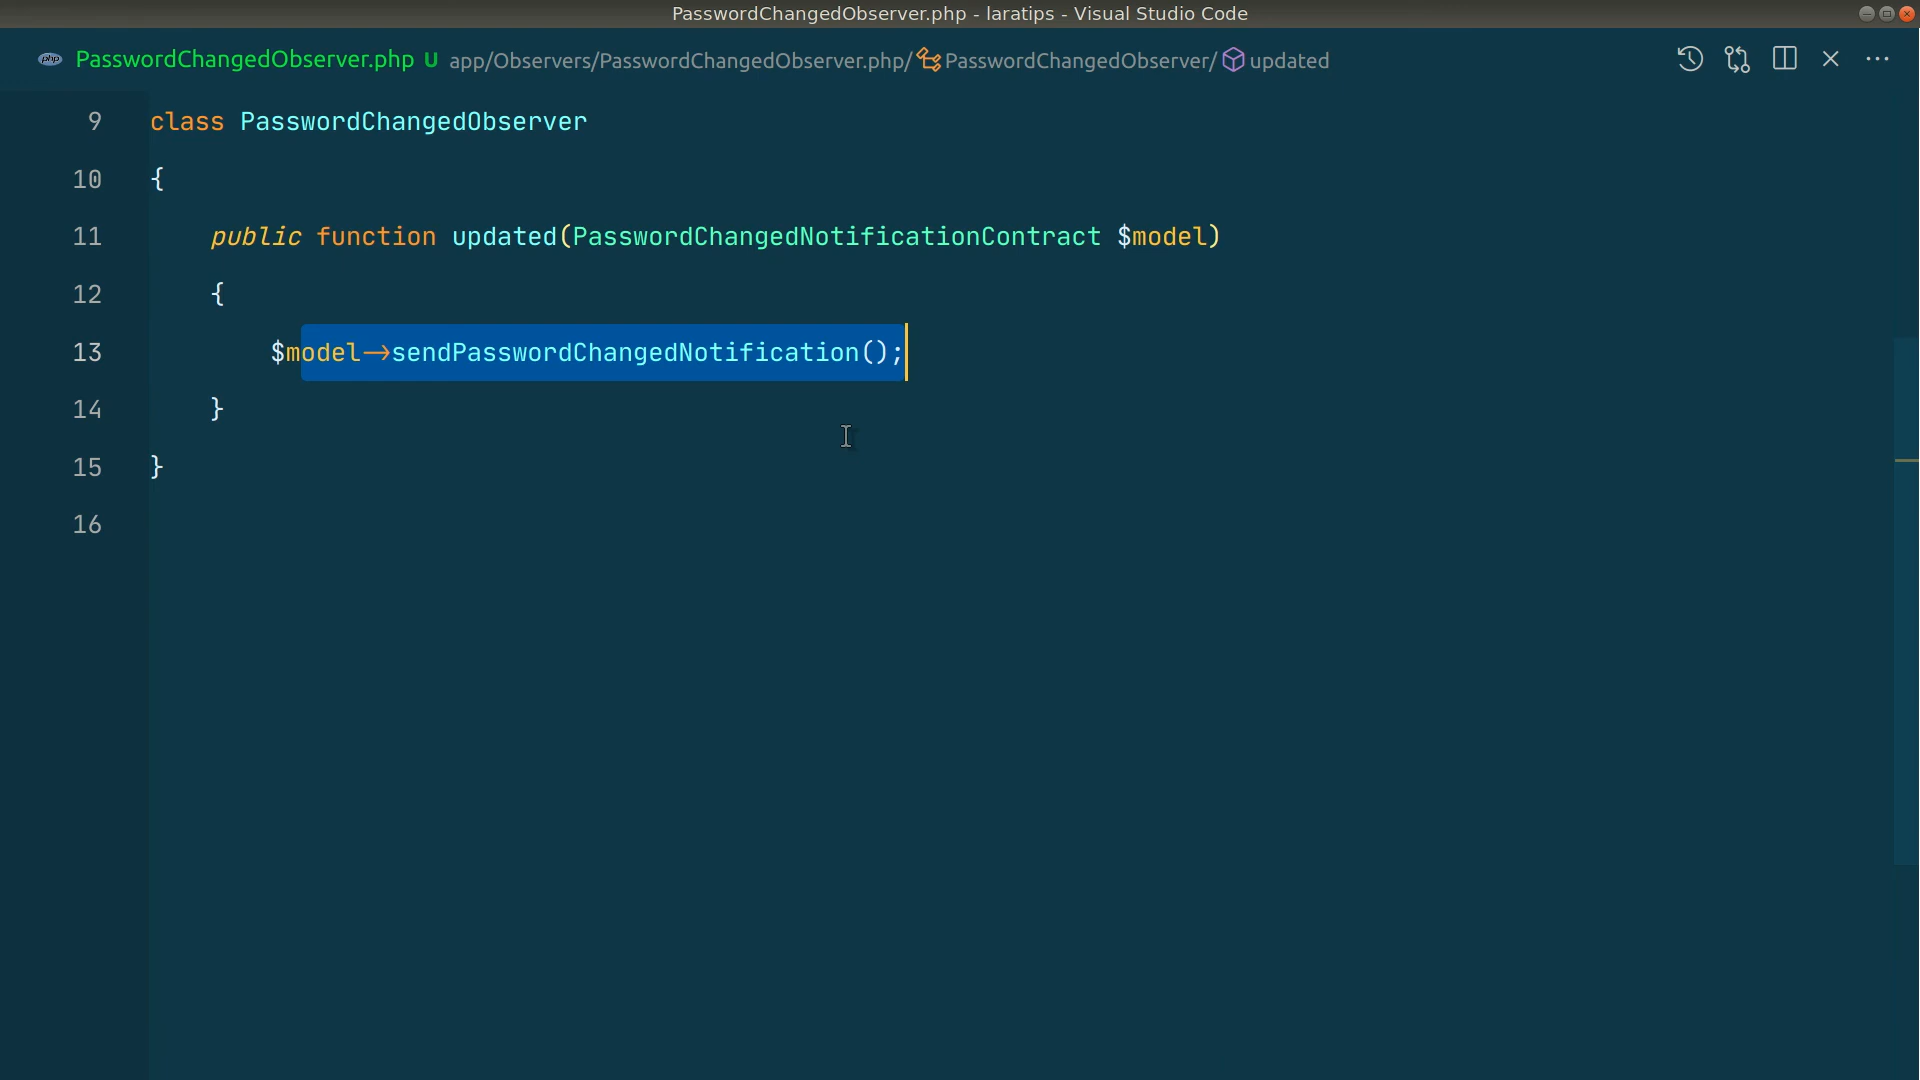 PasswordChangedObserver.php - laratips - Visual Studio Code
php PasswordChangedObserver.php U app/Observers/PasswordChangedObserver.php/ PasswordChangedObserver/ updated
9 class PasswordChangedObserver
10 {
11 public function updated(PasswordChangedNotificationContract $model)
12 {
13 $model->sendPasswordChangedNotification();
14 }
15 }
16